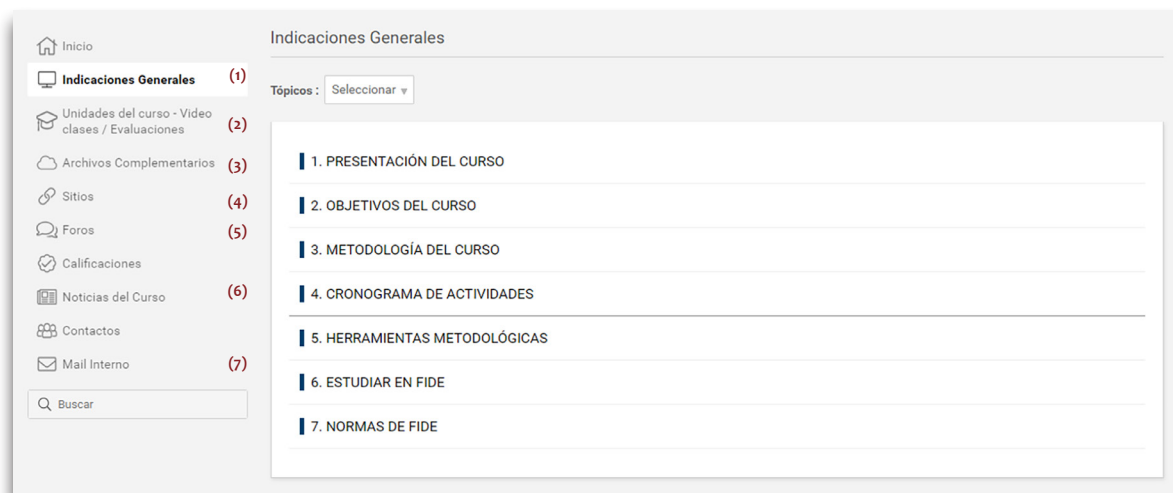 Inicio
Indicaciones Generales (1)
Unidades del curso - Video
clases / Evaluaciones (2)
Archivos Complementarios (3)
Sitios (4)
Foros (5)
Calificaciones
Noticias del Curso (6)
Contactos
Mail Interno (7)
Buscar
Indicaciones Generales
Tópicos : Seleccionar
1. PRESENTACIÓN DEL CURSO
2. OBJETIVOS DEL CURSO
3. METODOLOGÍA DEL CURSO
4. CRONOGRAMA DE ACTIVIDADES
5. HERRAMIENTAS METODOLÓGICAS
6. ESTUDIAR EN FIDE
7. NORMAS DE FIDE